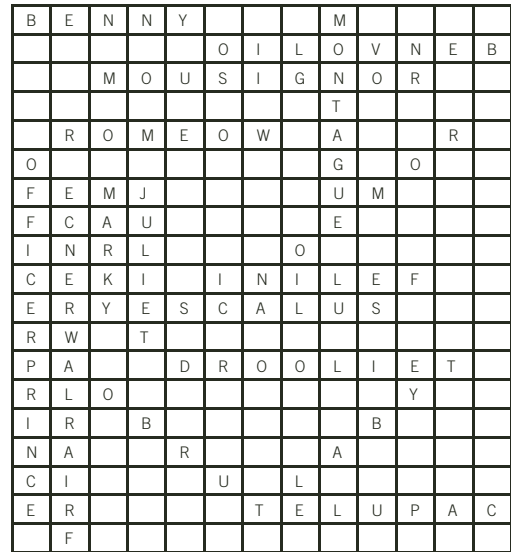 B E N N Y M
O I L O V N E B
M O U S I G N O R
T
R O M E O W A R
O G O
F E M J U M
F C A U E
I N R L O
C E K I I N I L E F
E R Y E S C A L U S
R W T
P A D R O O L I E T
R L O Y
I R B B
N A R A
C I U L
E R T E L U P A C
F